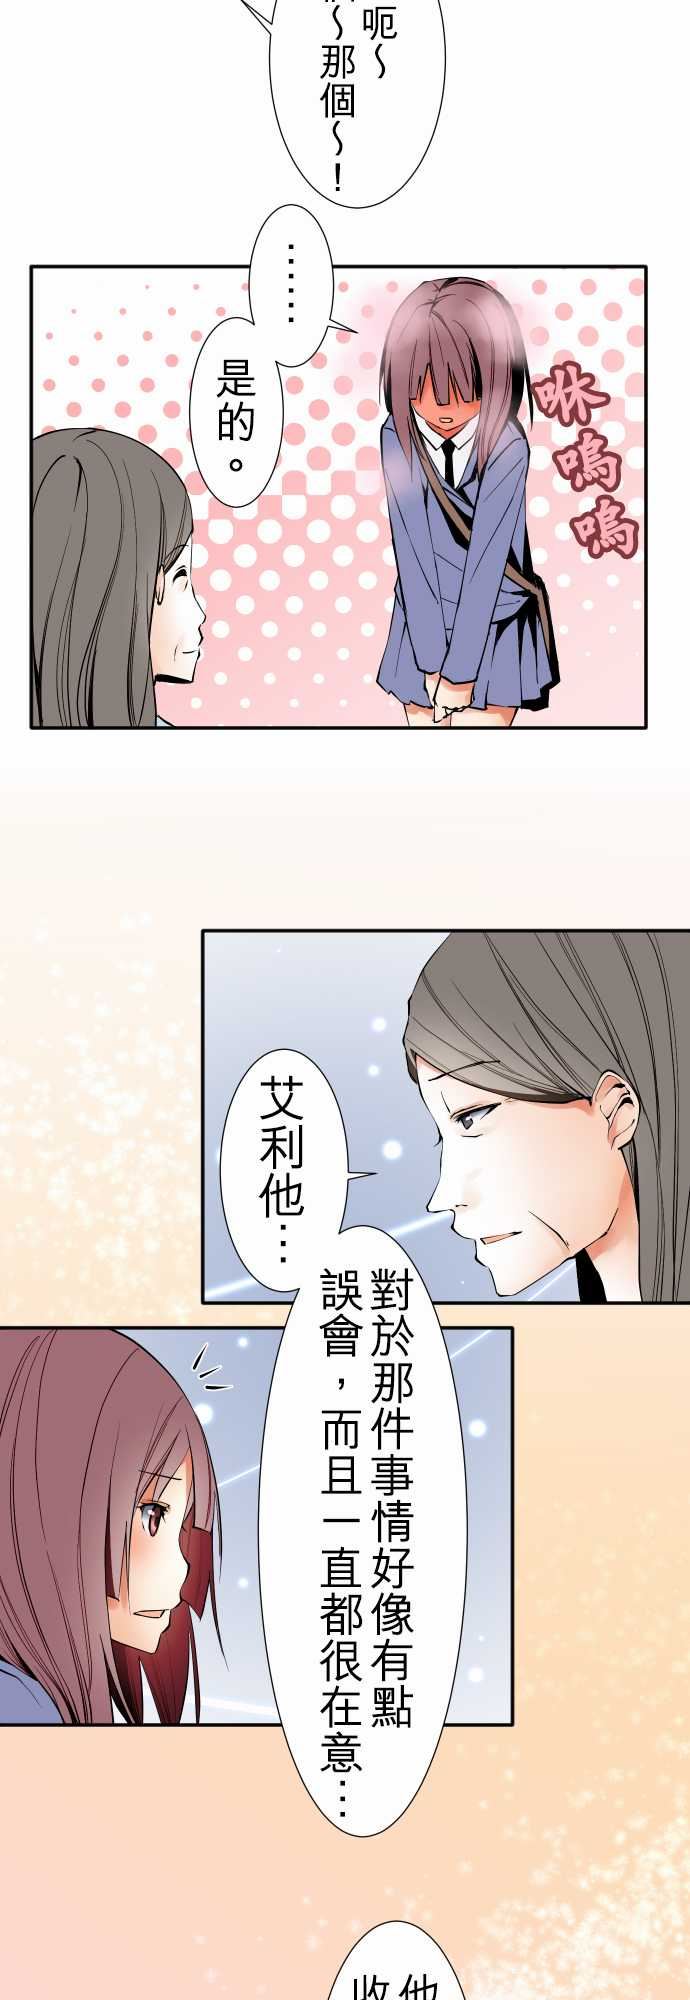 呃～
～那個～！
……
是的。
咻嗚嗚
艾利他…
對於那件事情好像有點
誤會，而且一直都很在意…
他
收